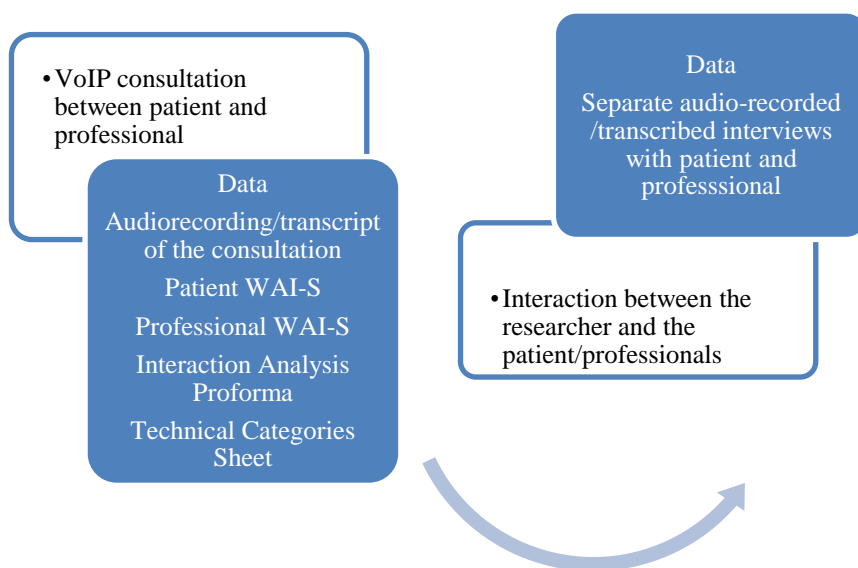 •VoIP consultation
between patient and
professional
Data
Audiorecording/transcript
of the consultation
Patient WAI-S
Professional WAI-S
Interaction Analysis
Proforma
Technical Categories
Sheet
Data
Separate audio-recorded
/transcribed interviews
with patient and
professsional
•Interaction between the
researcher and the
patient/professionals